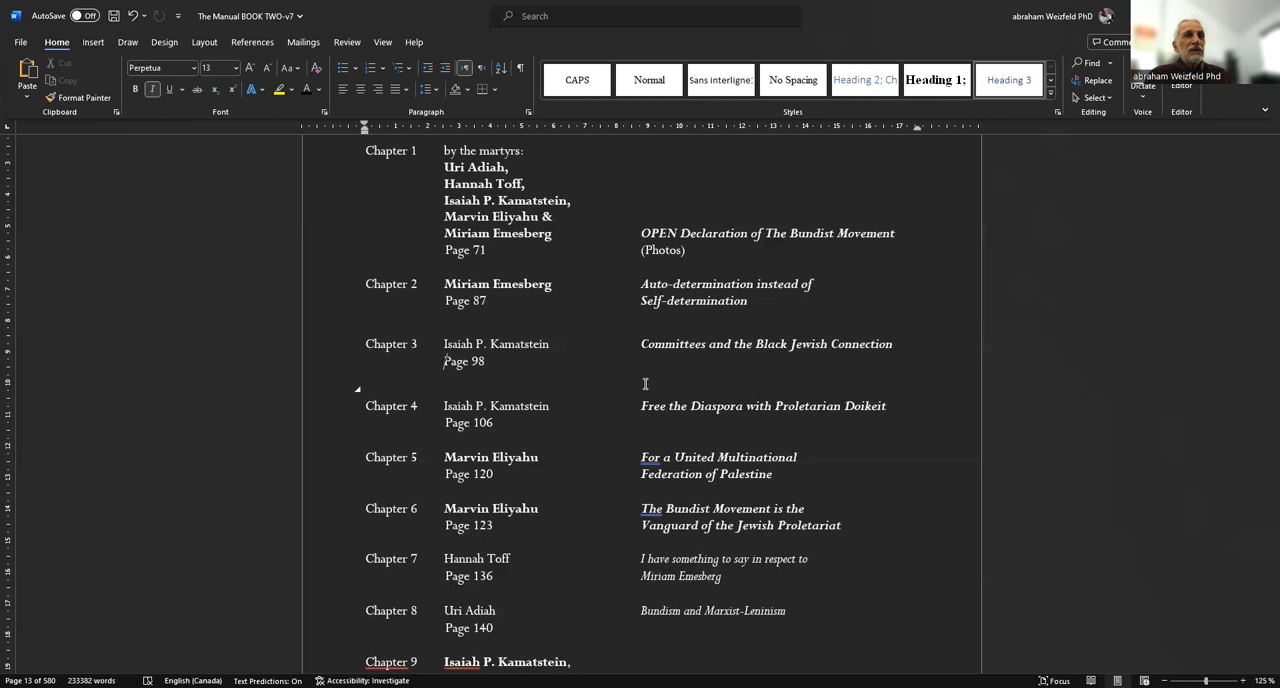 AutoSave Off The Manual BOOK TWO-v7 Search abraham Weizfeld PhD
File Home Insert Draw Design Layout References Mailings Review View Help Comme
abraham Weizfeld Phd
Paste Cut Copy Format Painter
Perpetua 13
CAPS Normal Sans interligne; No Spacing Heading 2; Ch Heading 1; Heading 3
Find Replace Select Dictate Editor
Clipboard Font Paragraph Styles Editing Voice Editor
Chapter 1 by the martyrs:
Uri Adiah,
Hannah Toff,
Isaiah P. Kamatstein,
Marvin Eliyahu &
Miriam Emesberg OPEN Declaration of The Bundist Movement
Page 71 (Photos)
Chapter 2 Miriam Emesberg Auto-determination instead of
Page 87 Self-determination
Chapter 3 Isaiah P. Kamatstein Committees and the Black Jewish Connection
Page 98
Chapter 4 Isaiah P. Kamatstein Free the Diaspora with Proletarian Doikeit
Page 106
Chapter 5 Marvin Eliyahu For a United Multinational
Page 120 Federation of Palestine
Chapter 6 Marvin Eliyahu The Bundist Movement is the
Page 123 Vanguard of the Jewish Proletariat
Chapter 7 Hannah Toff I have something to say in respect to
Page 136 Miriam Emesberg
Chapter 8 Uri Adiah Bundism and Marxist-Leninism
Page 140
Chapter 9 Isaiah P. Kamatstein,
Page 13 of 580 233382 words English (Canada) Text Predictions: On Accessibility: Investigate Focus 125 %